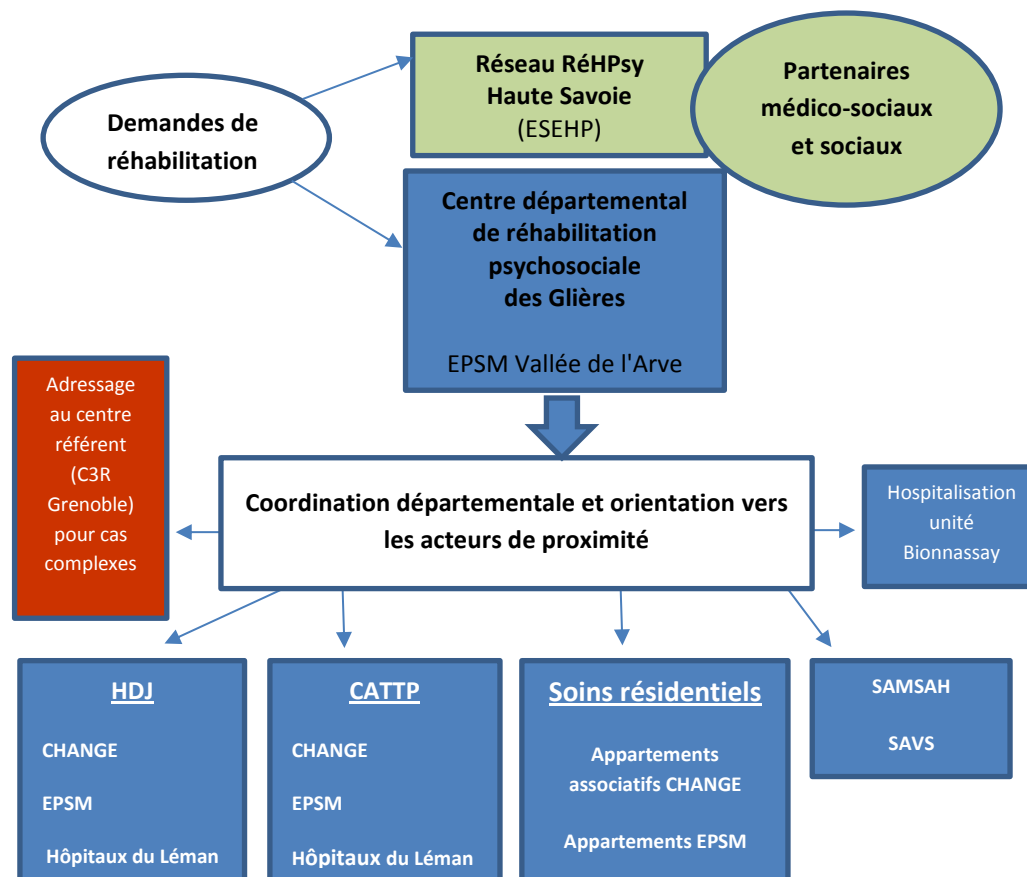 Demandes de
réhabilitation
Réseau RéHPsy
Haute Savoie
(ESEHP)
Partenaires
médico-sociaux
et sociaux
Centre départemental
de réhabilitation
psychosociale
des Glières
EPSM Vallée de l'Arve
Adressage
au centre
référent
(C3R
Grenoble)
pour cas
complexes
Coordination départementale et orientation vers
les acteurs de proximité
Hospitalisation
unité
Bionnassay
HDJ
CHANGE
EPSM
Hôpitaux du Léman
CATTP
CHANGE
EPSM
Hôpitaux du Léman
Soins résidentiels
Appartements
associatifs CHANGE
Appartements EPSM
SAMSAH
SAVS